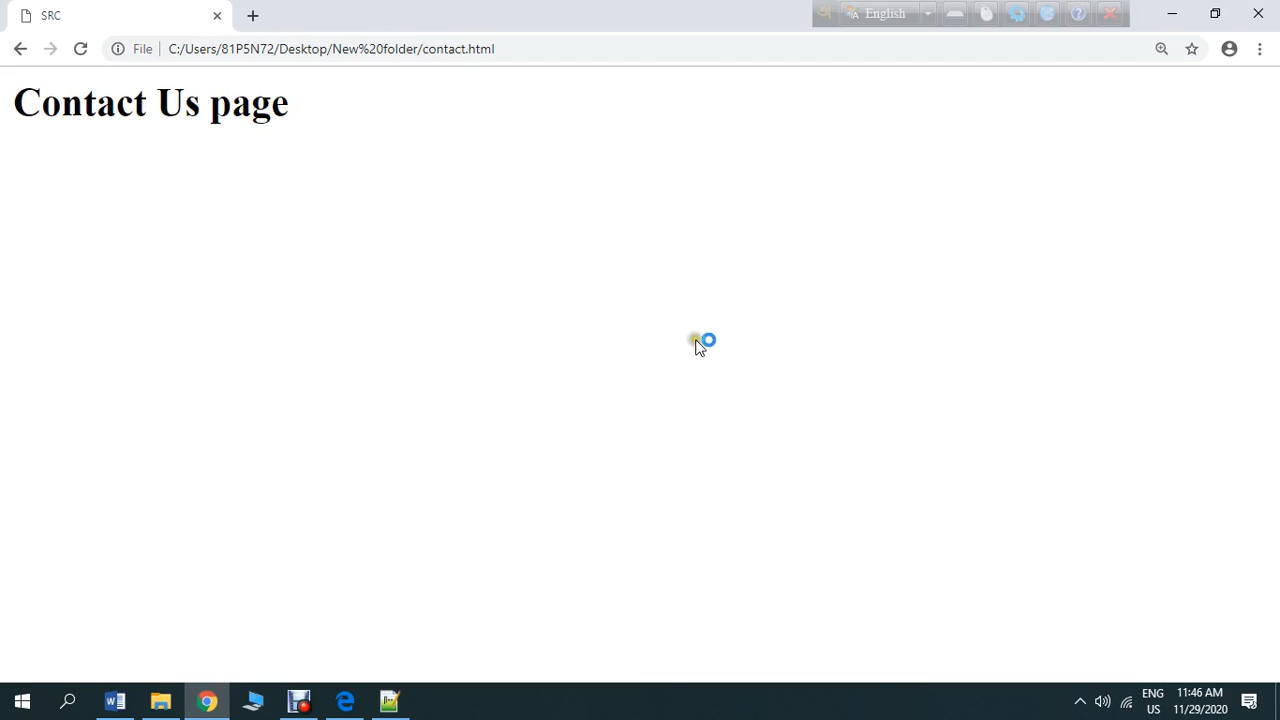 SRC
English
File
C:/Users/81P5N72/Desktop/New%20folder/contact.html
Contact Us page
ENG
US
11:46 AM
11/29/2020